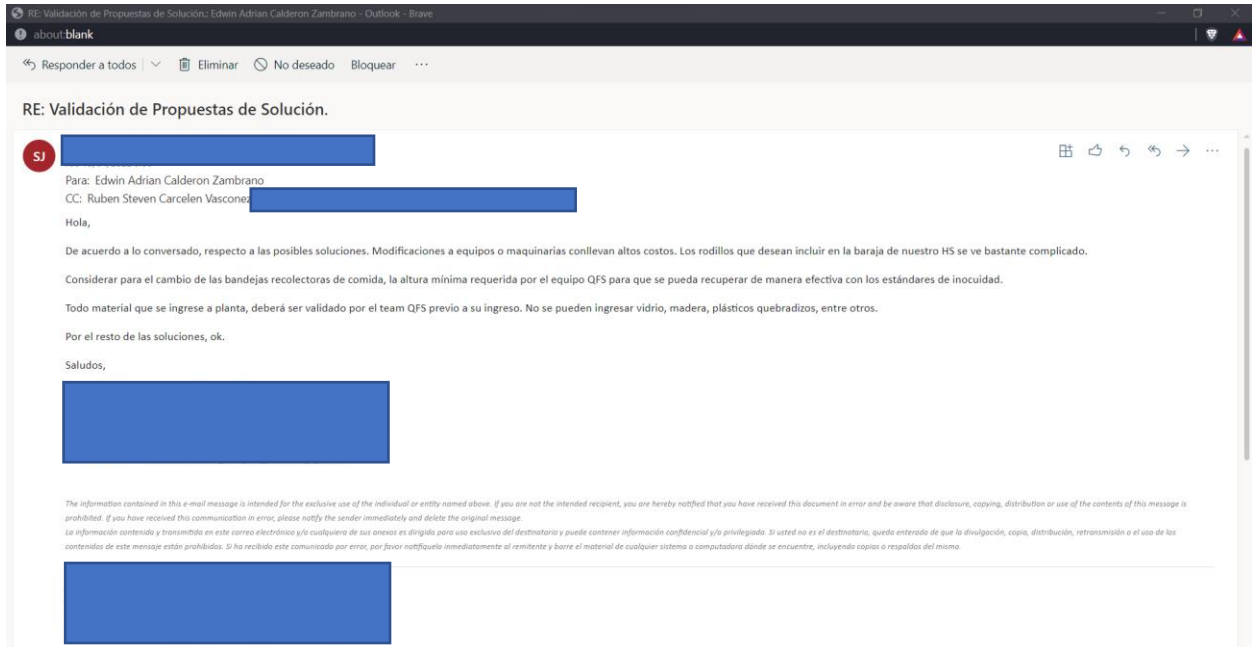 RE: Validación de Propuestas de Solución.: Edwin Adrian Calderon Zambrano - Outlook - Brave
about:blank
Responder a todos Eliminar No deseado Bloquear ...
RE: Validación de Propuestas de Solución.
SJ
Para: Edwin Adrian Calderon Zambrano
CC: Ruben Steven Carcelen Vasconez
Hola,
De acuerdo a lo conversado, respecto a las posibles soluciones. Modificaciones a equipos o maquinarias conllevan altos costos. Los rodillos que desean incluir en la baraja de nuestro HS se ve bastante complicado.
Considerar para el cambio de las bandejas recolectoras de comida, la altura mínima requerida por el equipo QFS para que se pueda recuperar de manera efectiva con los estándares de inocuidad.
Todo material que se ingrese a planta, deberá ser validado por el team QFS previo a su ingreso. No se pueden ingresar vidrio, madera, plásticos quebradizos, entre otros.
Por el resto de las soluciones, ok.
Saludos,
The information contained in this e-mail message is intended for the exclusive use of the individual or entity named above. If you are not the intended recipient, you are hereby notified that you have received this document in error and be aware that disclosure, copying, distribution or use of the contents of this message is
prohibited. If you have received this communication in error, please notify the sender immediately and delete the original message.
La información contenida y transmitida en este correo electrónico y/o cualquiera de sus anexos es dirigida para uso exclusivo del destinatario y puede contener información confidencial y/o privilegiada. Si usted no es el destinatario, queda enterado de que la divulgación, copia, distribución, retransmisión o el uso de los
contenidos de este mensaje están prohibidos. Si ha recibido este comunicado por error, por favor notifíquelo inmediatamente al remitente y borre el material de cualquier sistema o computadora dónde se encuentre, incluyendo copias o respaldos del mismo.